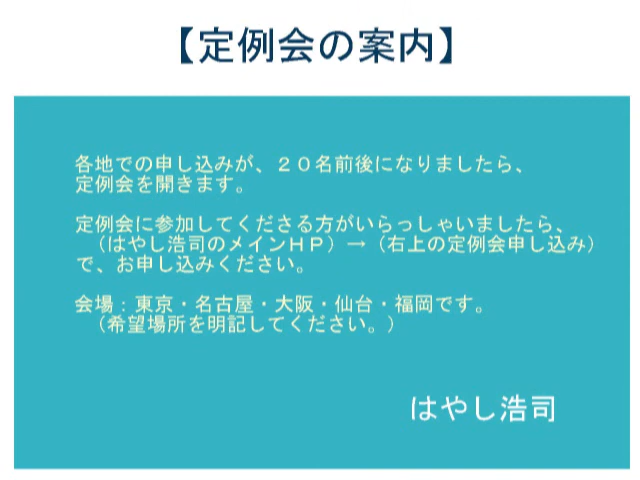 【定例会の案内】
各地での申し込みが、２０名前後になりましたら、
定例会を開きます。
定例会に参加してくださる方がいらっしゃいましたら、
（はやし浩司のメインＨＰ）→（右上の定例会申し込み）
で、お申し込みください。
会場：東京・名古屋・大阪・仙台・福岡です。
（希望場所を明記してください。）
はやし浩司